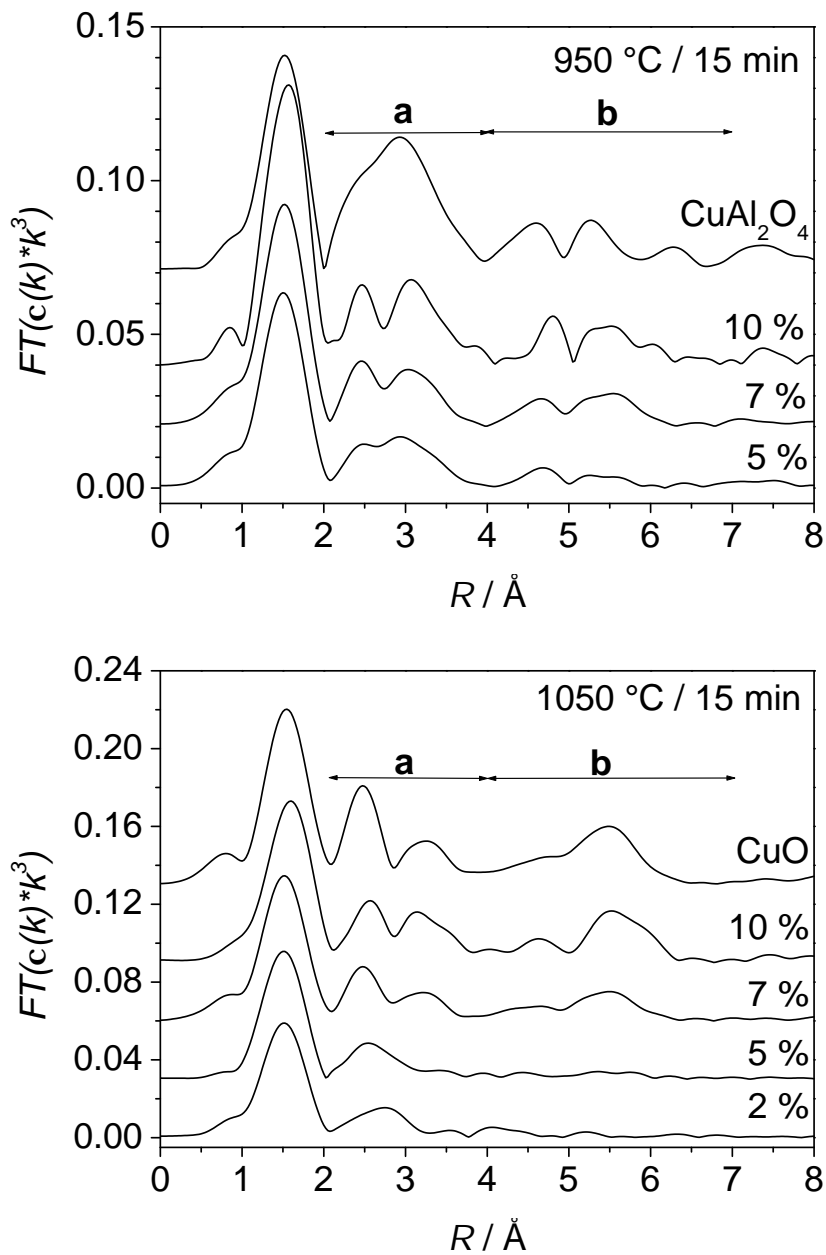 0.15
950 °C / 15 min
a
b
0.10
CuAl₂O₄
FT(c(k)*k³)
0.05
10 %
7 %
5 %
0.00
0 1 2 3 4 5 6 7 8
R / Å
0.24
1050 °C / 15 min
0.20
a
b
0.16
CuO
FT(c(k)*k³)
0.12
10 %
0.08
7 %
0.04
5 %
2 %
0.00
0 1 2 3 4 5 6 7 8
R / Å